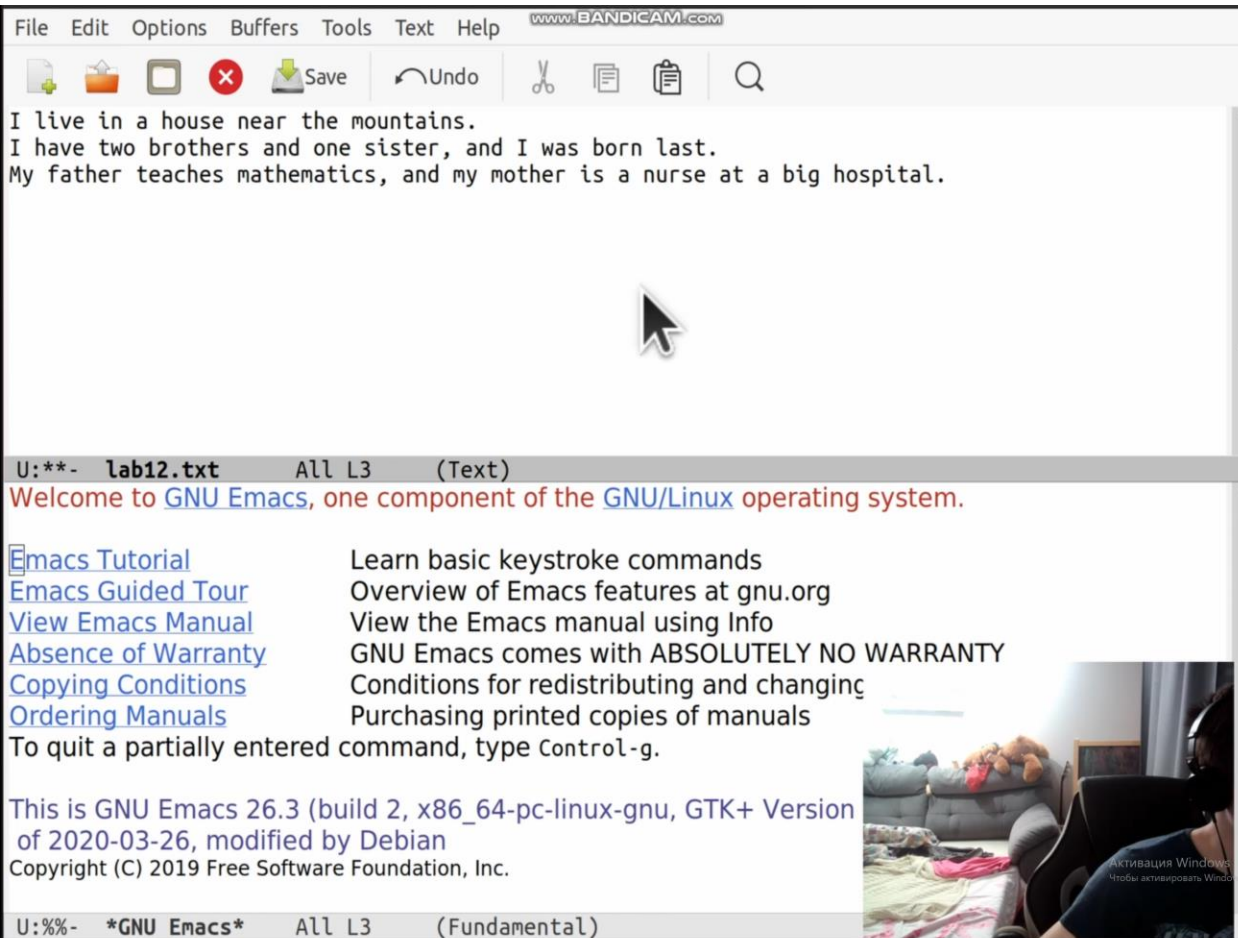 www.BANDICAM.com
File Edit Options Buffers Tools Text Help
Save Undo
I live in a house near the mountains.
I have two brothers and one sister, and I was born last.
My father teaches mathematics, and my mother is a nurse at a big hospital.
U:**- lab12.txt All L3 (Text)
Welcome to GNU Emacs, one component of the GNU/Linux operating system.
Emacs Tutorial Learn basic keystroke commands
Emacs Guided Tour Overview of Emacs features at gnu.org
View Emacs Manual View the Emacs manual using Info
Absence of Warranty GNU Emacs comes with ABSOLUTELY NO WARRANTY
Copying Conditions Conditions for redistributing and changing
Ordering Manuals Purchasing printed copies of manuals
To quit a partially entered command, type Control-g.
This is GNU Emacs 26.3 (build 2, x86_64-pc-linux-gnu, GTK+ Version
of 2020-03-26, modified by Debian
Copyright (C) 2019 Free Software Foundation, Inc.
Активация Windows
Чтобы активировать Windo
U:%%- *GNU Emacs* All L3 (Fundamental)